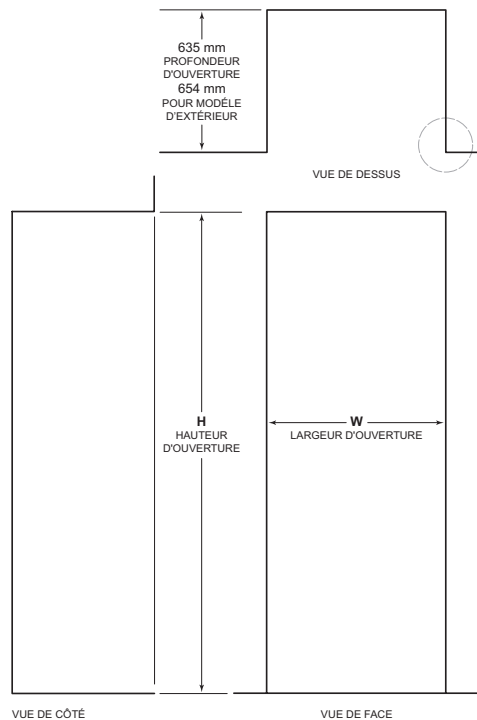 635 mm
PROFONDEUR
D'OUVERTURE
654 mm
POUR MODÉLE
D'EXTÉRIEUR
VUE DE DESSUS
H
HAUTEUR
D'OUVERTURE
W
LARGEUR D'OUVERTURE
VUE DE CÔTÉ
VUE DE FACE